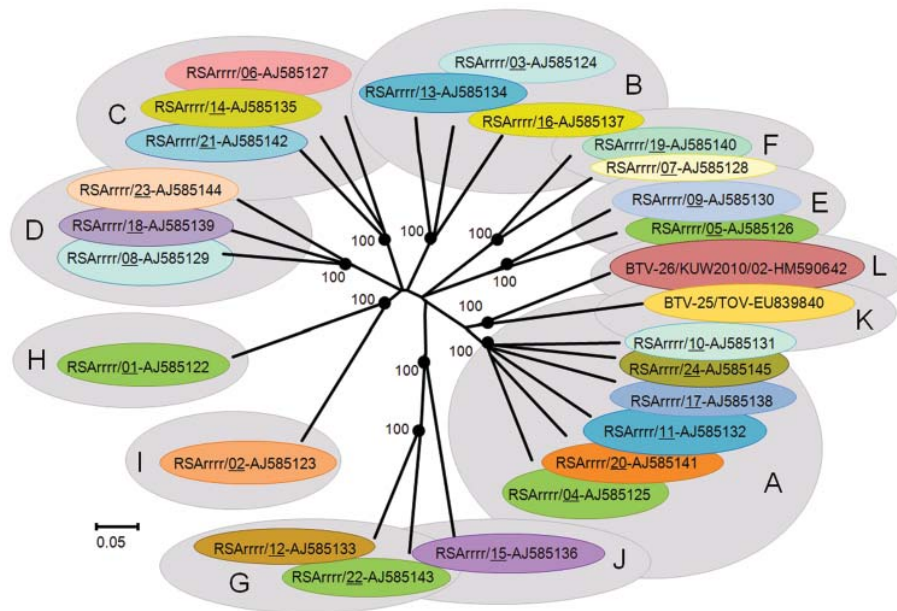 RSArrrr/06-AJ585127
RSArrrr/14-AJ585135
RSArrrr/21-AJ585142
C
RSArrrr/03-AJ585124
RSArrrr/13-AJ585134
RSArrrr/16-AJ585137
B
RSArrrr/19-AJ585140
F
RSArrrr/07-AJ585128
RSArrrr/09-AJ585130
E
RSArrrr/05-AJ585126
RSArrrr/23-AJ585144
RSArrrr/18-AJ585139
RSArrrr/08-AJ585129
D
BTV-26/KUW2010/02-HM590642
L
BTV-25/TOV-EU839840
K
100
100
100
100
100
100
100
100
100
100
H
RSArrrr/01-AJ585122
RSArrrr/10-AJ585131
RSArrrr/24-AJ585145
RSArrrr/17-AJ585138
RSArrrr/11-AJ585132
RSArrrr/20-AJ585141
RSArrrr/04-AJ585125
A
I
RSArrrr/02-AJ585123
0.05
RSArrrr/12-AJ585133
RSArrrr/22-AJ585143
G
RSArrrr/15-AJ585136
J